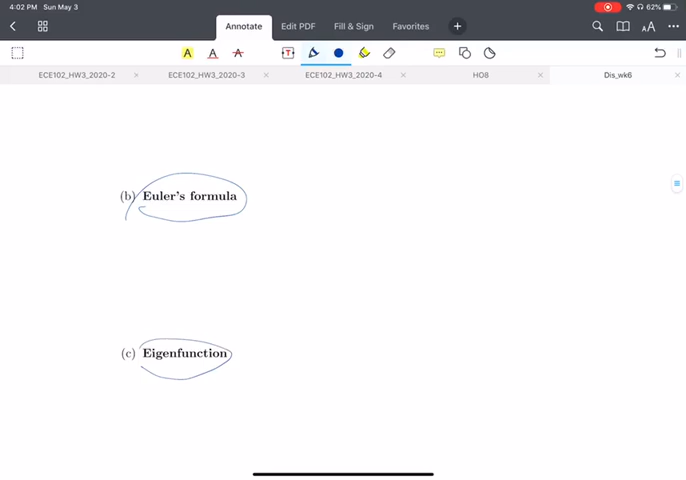 4:02 PM Sun May 3 62%
Annotate Edit PDF Fill & Sign Favorites +
A A A T
ECE102_HW3_2020-2 × ECE102_HW3_2020-3 × ECE102_HW3_2020-4 × HO8 × Dis_wk6 ×
(b) Euler's formula
(c) Eigenfunction